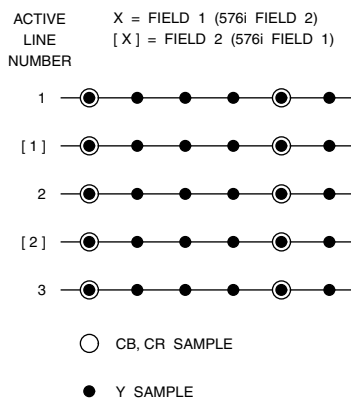 ACTIVE
LINE
NUMBER
X = FIELD 1 (576i FIELD 2)
[ X ] = FIELD 2 (576i FIELD 1)
1
[ 1 ]
2
[ 2 ]
3
CB, CR SAMPLE
Y SAMPLE